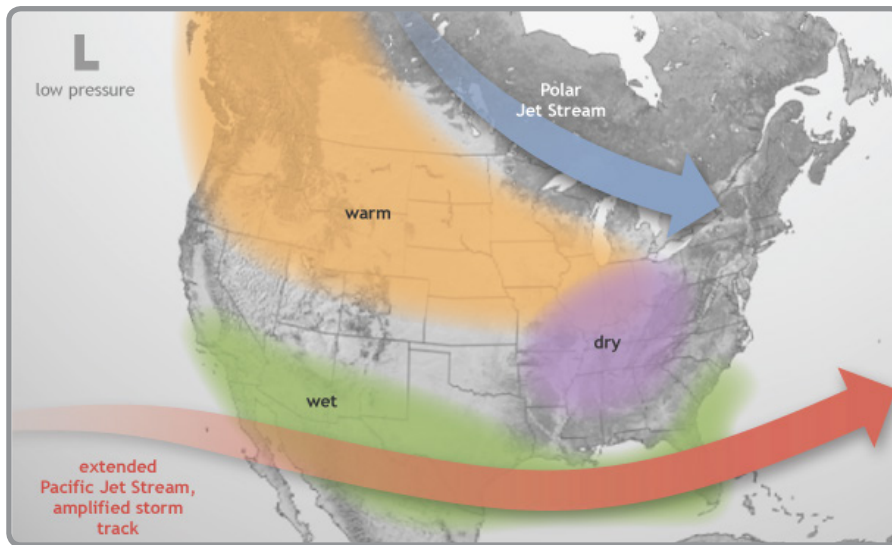 L
low pressure
Polar
Jet Stream
warm
dry
wet
extended
Pacific Jet Stream,
amplified storm
track